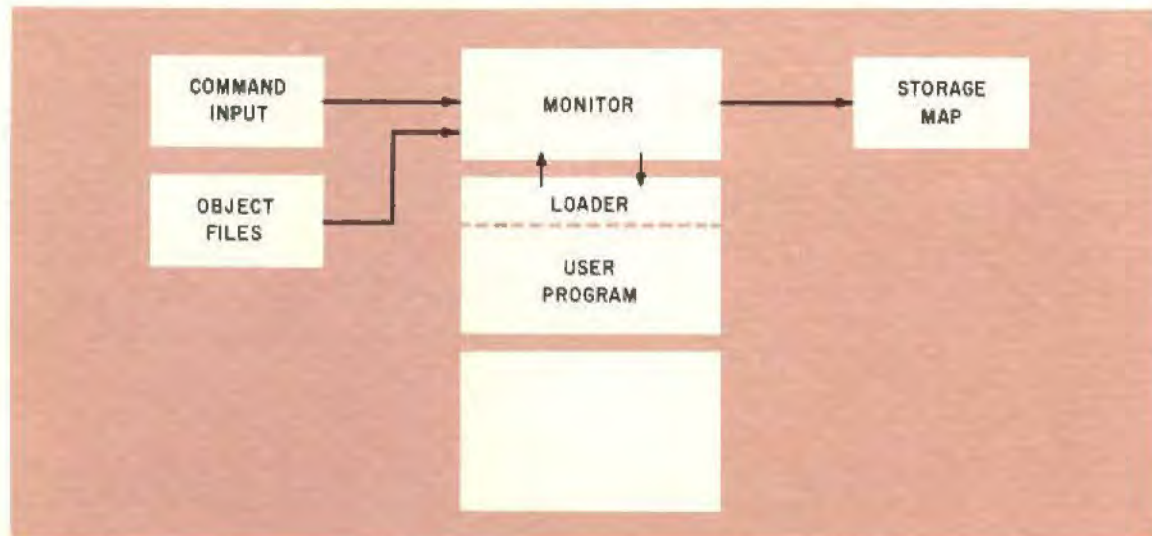 COMMAND
INPUT
MONITOR
STORAGE
MAP
OBJECT
FILES
LOADER
USER
PROGRAM